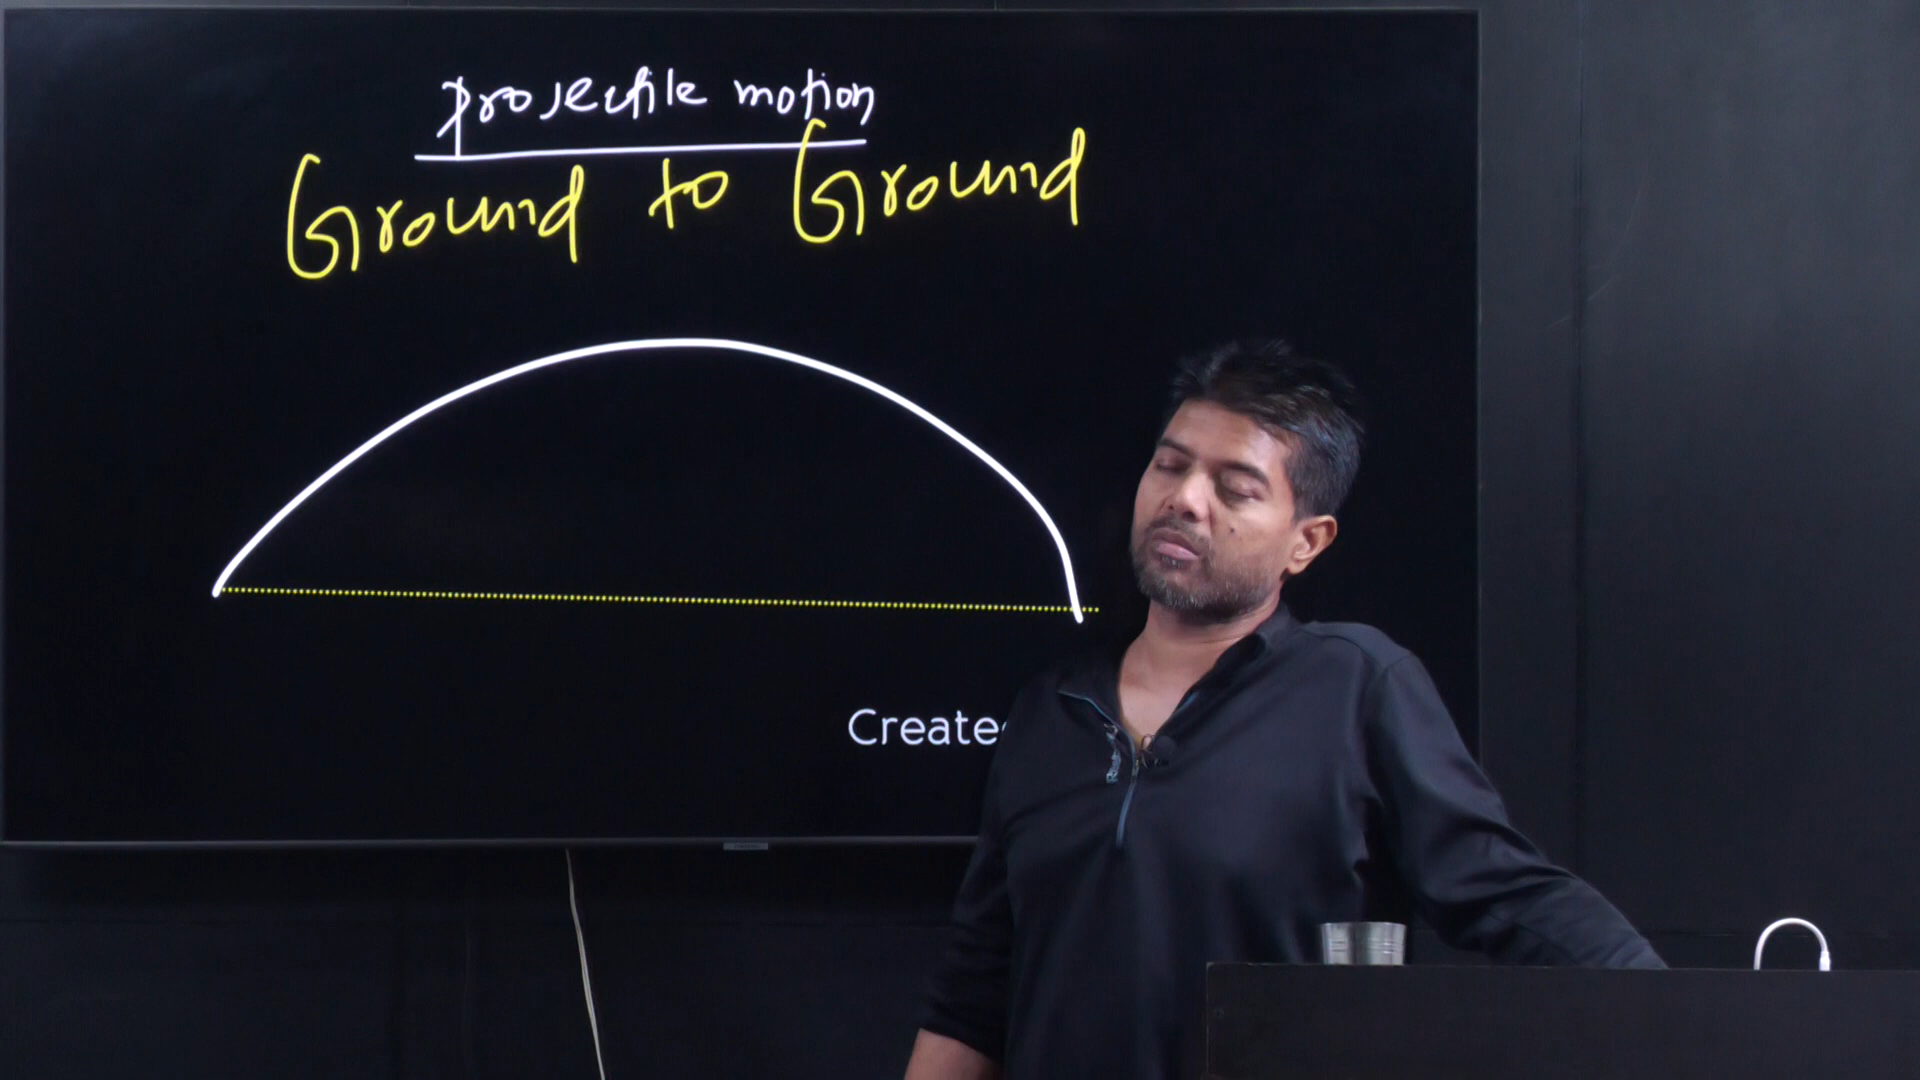 Projectile motion
Ground to Ground
Create